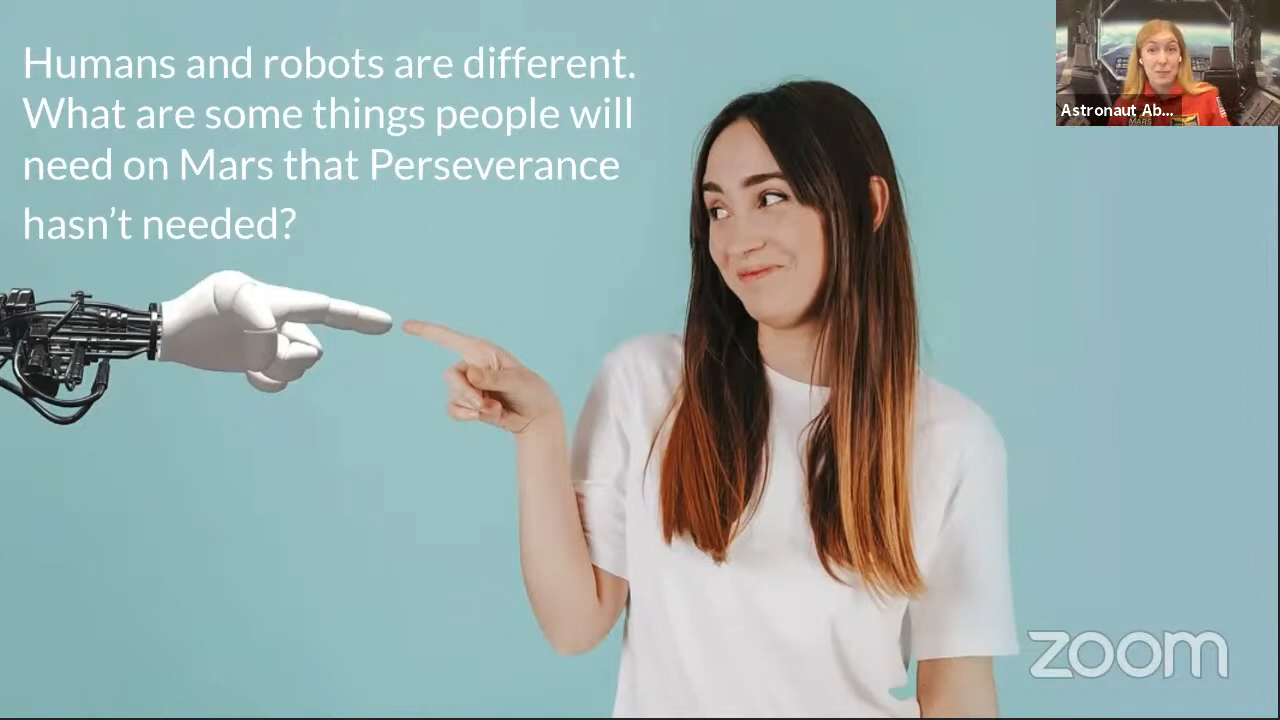 Humans and robots are different.
What are some things people will
need on Mars that Perseverance
hasn't needed?
Astronaut Ab...
MARS
zoom